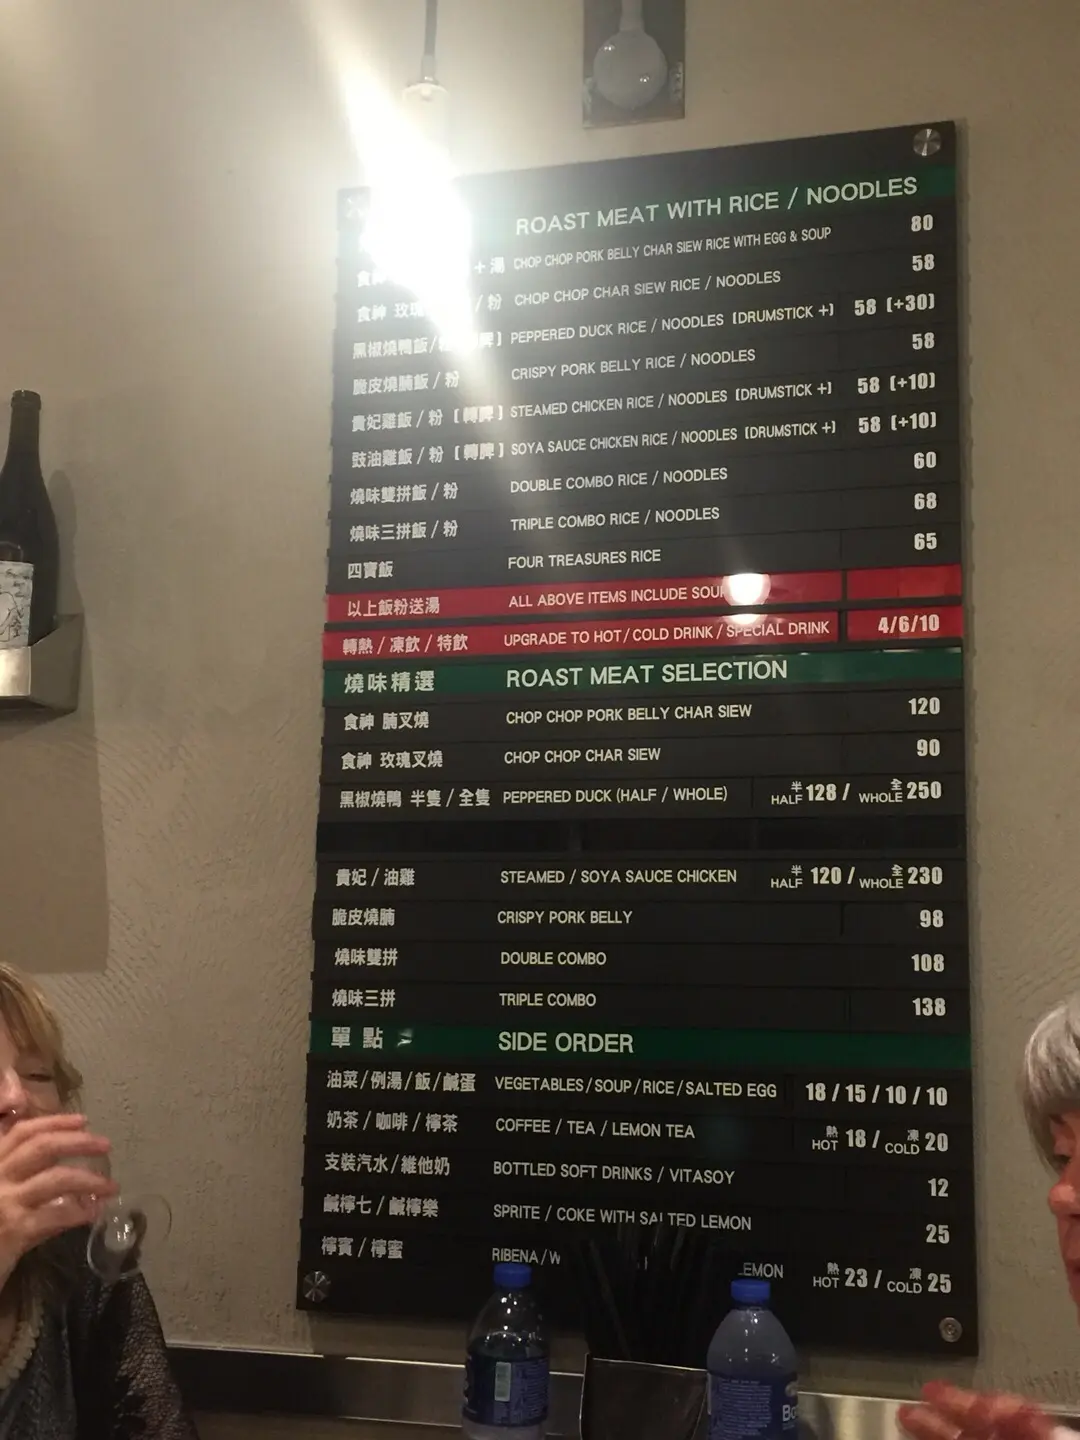 ROAST MEAT WITH RICE / NOODLES
食神 + 湯 CHOP CHOP PORK BELLY CHAR SIEW RICE WITH EGG & SOUP 80
食神 玫瑰 / 粉 CHOP CHOP CHAR SIEW RICE / NOODLES 58
黑椒燒鴨飯 / PEPPERED DUCK RICE / NOODLES (DRUMSTICK +) 58 (+30)
脆皮燒腩飯 / 粉 CRISPY PORK BELLY RICE / NOODLES 58
貴妃雞飯 / 粉 [轉髀] STEAMED CHICKEN RICE / NOODLES (DRUMSTICK +) 58 (+10)
豉油雞飯 / 粉 [轉髀] SOYA SAUCE CHICKEN RICE / NOODLES (DRUMSTICK +) 58 (+10)
燒味雙拼飯 / 粉 DOUBLE COMBO RICE / NOODLES 60
燒味三拼飯 / 粉 TRIPLE COMBO RICE / NOODLES 68
四寶飯 FOUR TREASURES RICE 65
以上飯粉送湯 ALL ABOVE ITEMS INCLUDE SOUP
轉熱 / 凍飲 / 特飲 UPGRADE TO HOT / COLD DRINK / SPECIAL DRINK 4/6/10
燒味精選 ROAST MEAT SELECTION
食神 腩叉燒 CHOP CHOP PORK BELLY CHAR SIEW 120
食神 玫瑰叉燒 CHOP CHOP CHAR SIEW 90
黑椒燒鴨 半隻 / 全隻 PEPPERED DUCK (HALF / WHOLE) 半 HALF 128 / 全 WHOLE 250
貴妃 / 油雞 STEAMED / SOYA SAUCE CHICKEN 半 HALF 120 / 全 WHOLE 230
脆皮燒腩 CRISPY PORK BELLY 98
燒味雙拼 DOUBLE COMBO 108
燒味三拼 TRIPLE COMBO 138
單點 SIDE ORDER
油菜 / 例湯 / 飯 / 鹹蛋 VEGETABLES / SOUP / RICE / SALTED EGG 18 / 15 / 10 / 10
奶茶 / 咖啡 / 檸茶 COFFEE / TEA / LEMON TEA 熱 HOT 18 / 凍 COLD 20
支裝汽水 / 維他奶 BOTTLED SOFT DRINKS / VITASOY 12
鹹檸七 / 鹹檸樂 SPRITE / COKE WITH SALTED LEMON 25
檸賓 / 檸蜜 RIBENA / W EMON 熱 HOT 23 / 凍 COLD 25